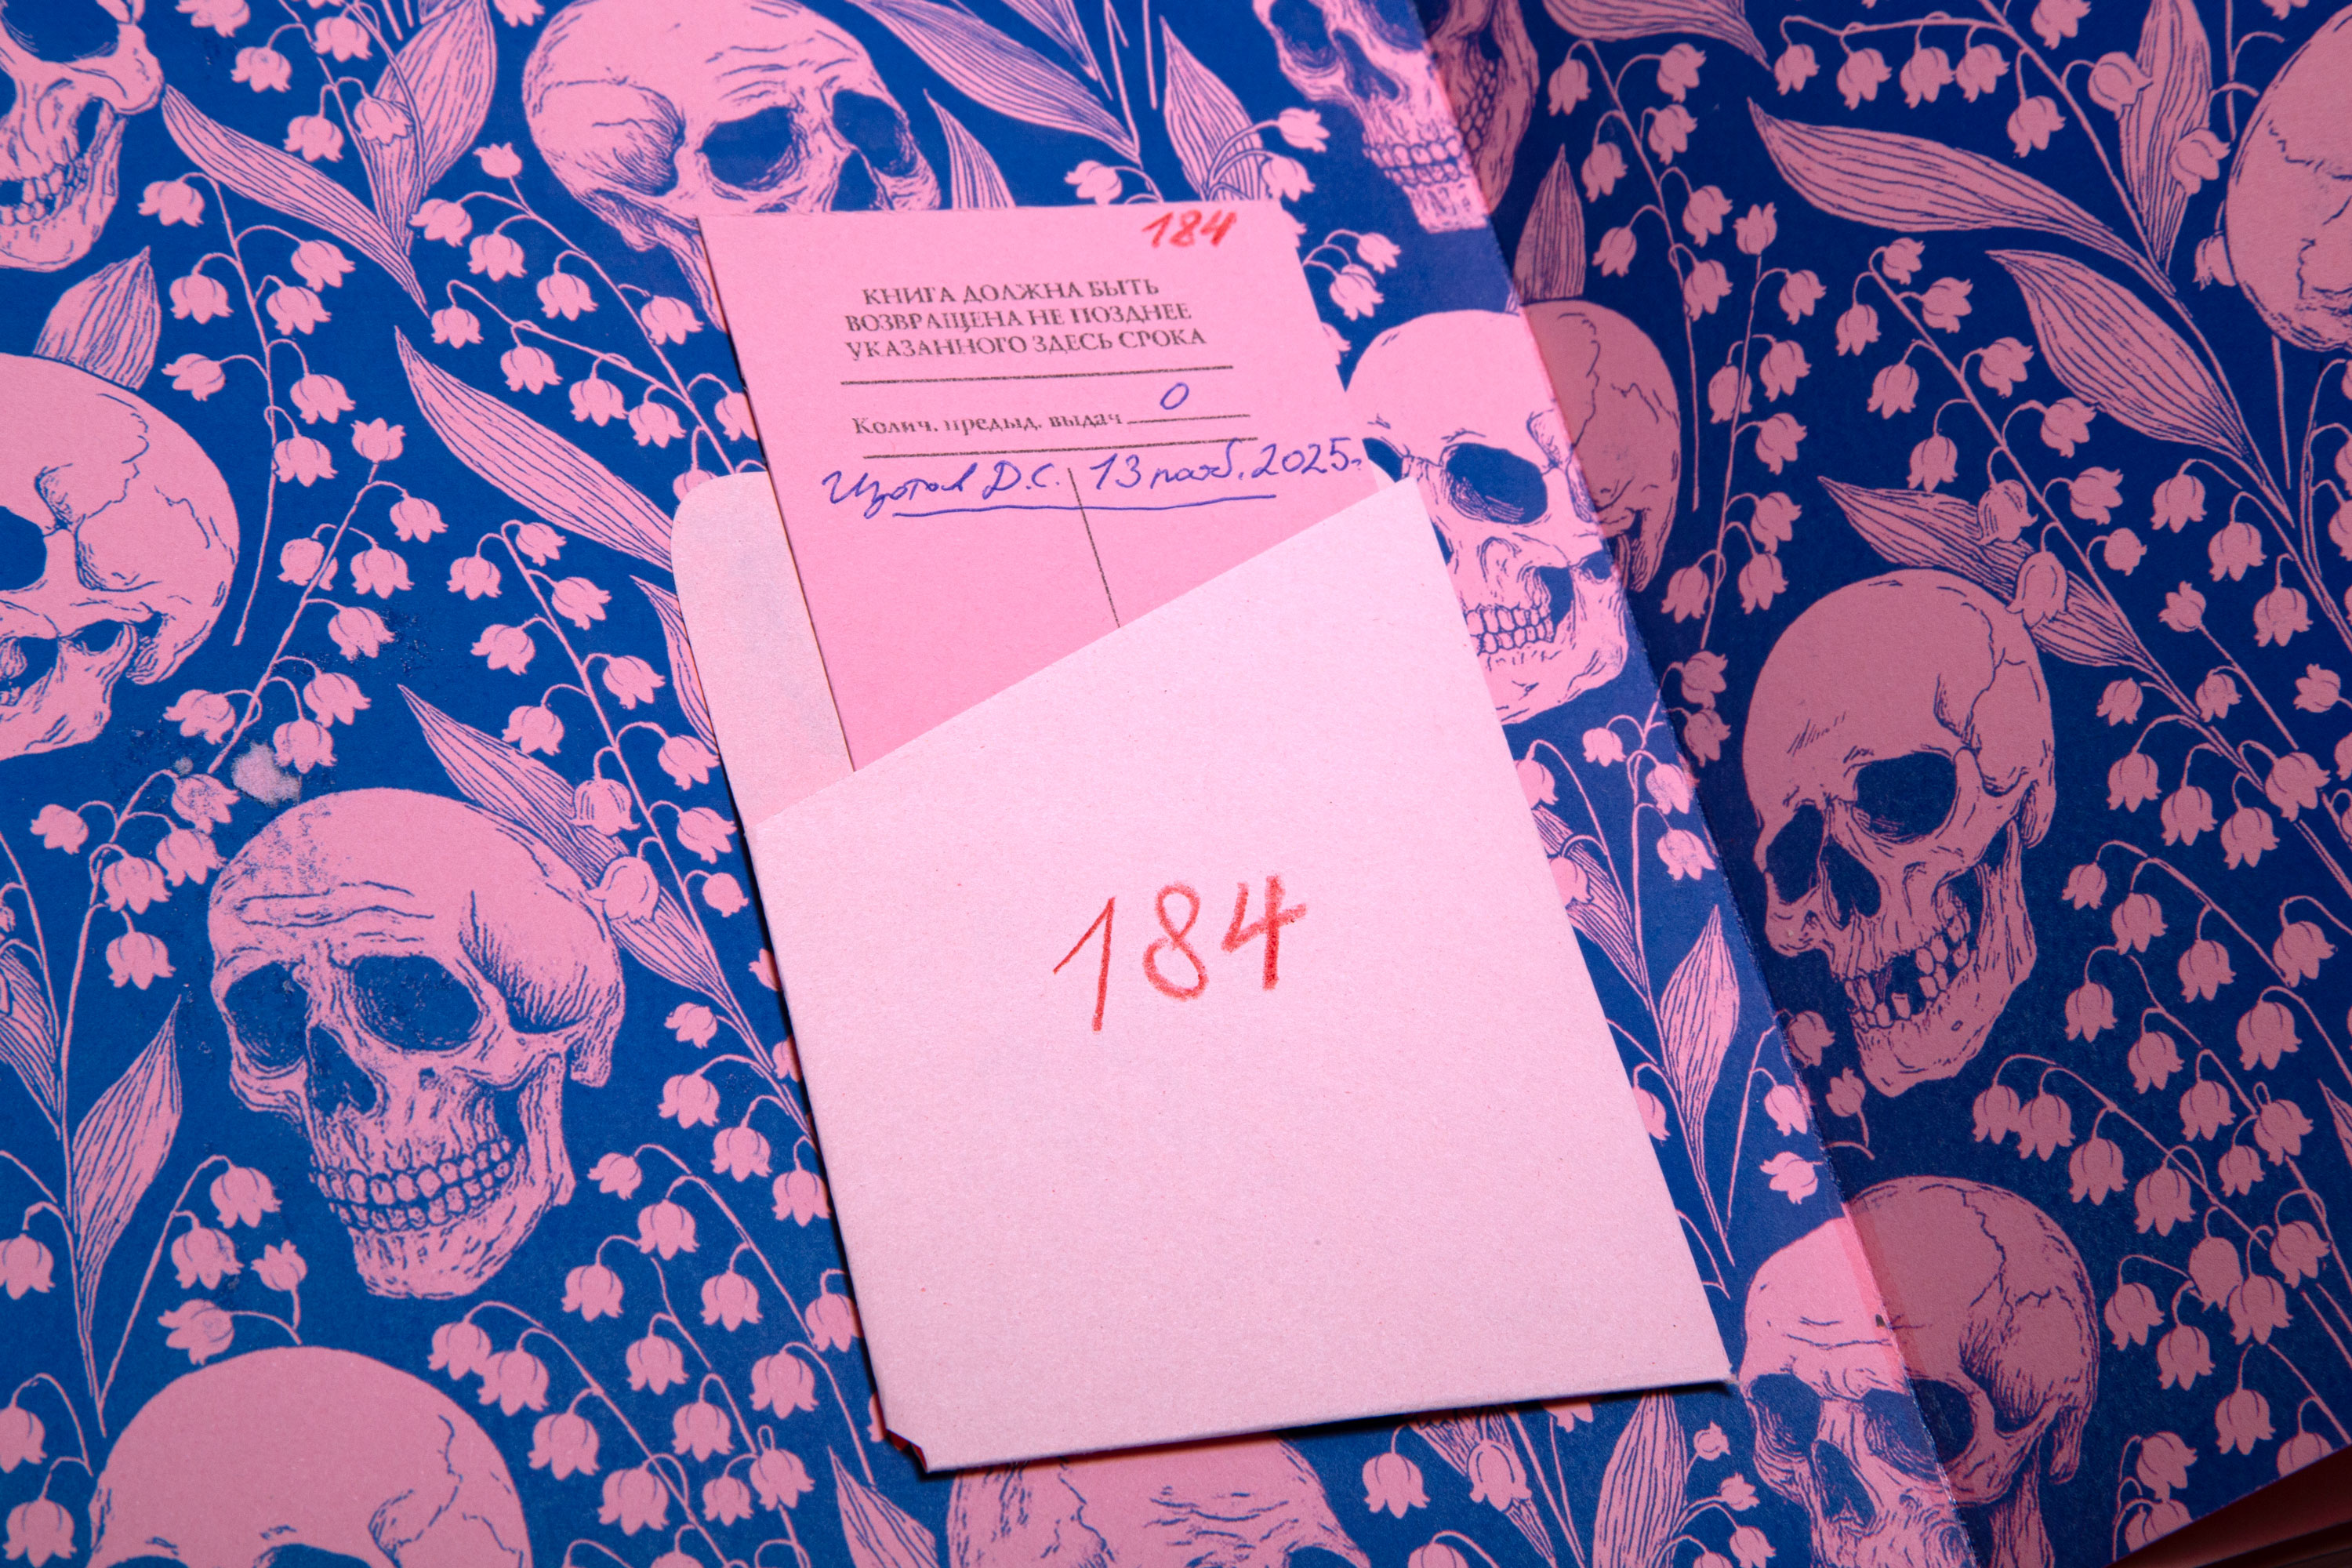 184
КНИГА ДОЛЖНА БЫТЬ
ВОЗВРАЩЕНА НЕ ПОЗДНЕЕ
УКАЗАННОГО ЗДЕСЬ СРОКА
Колич. предыд. выдач 0
Изотов Д.С. 13 нояб. 2025г.
184